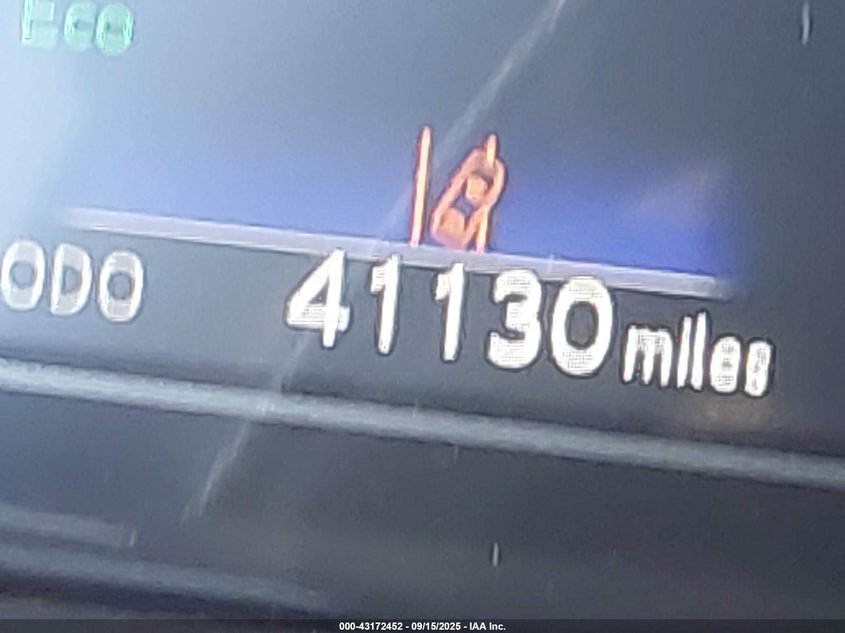 ECO
ODO 41130 miles
000-43172452 - 09/15/2025 - IAA Inc.